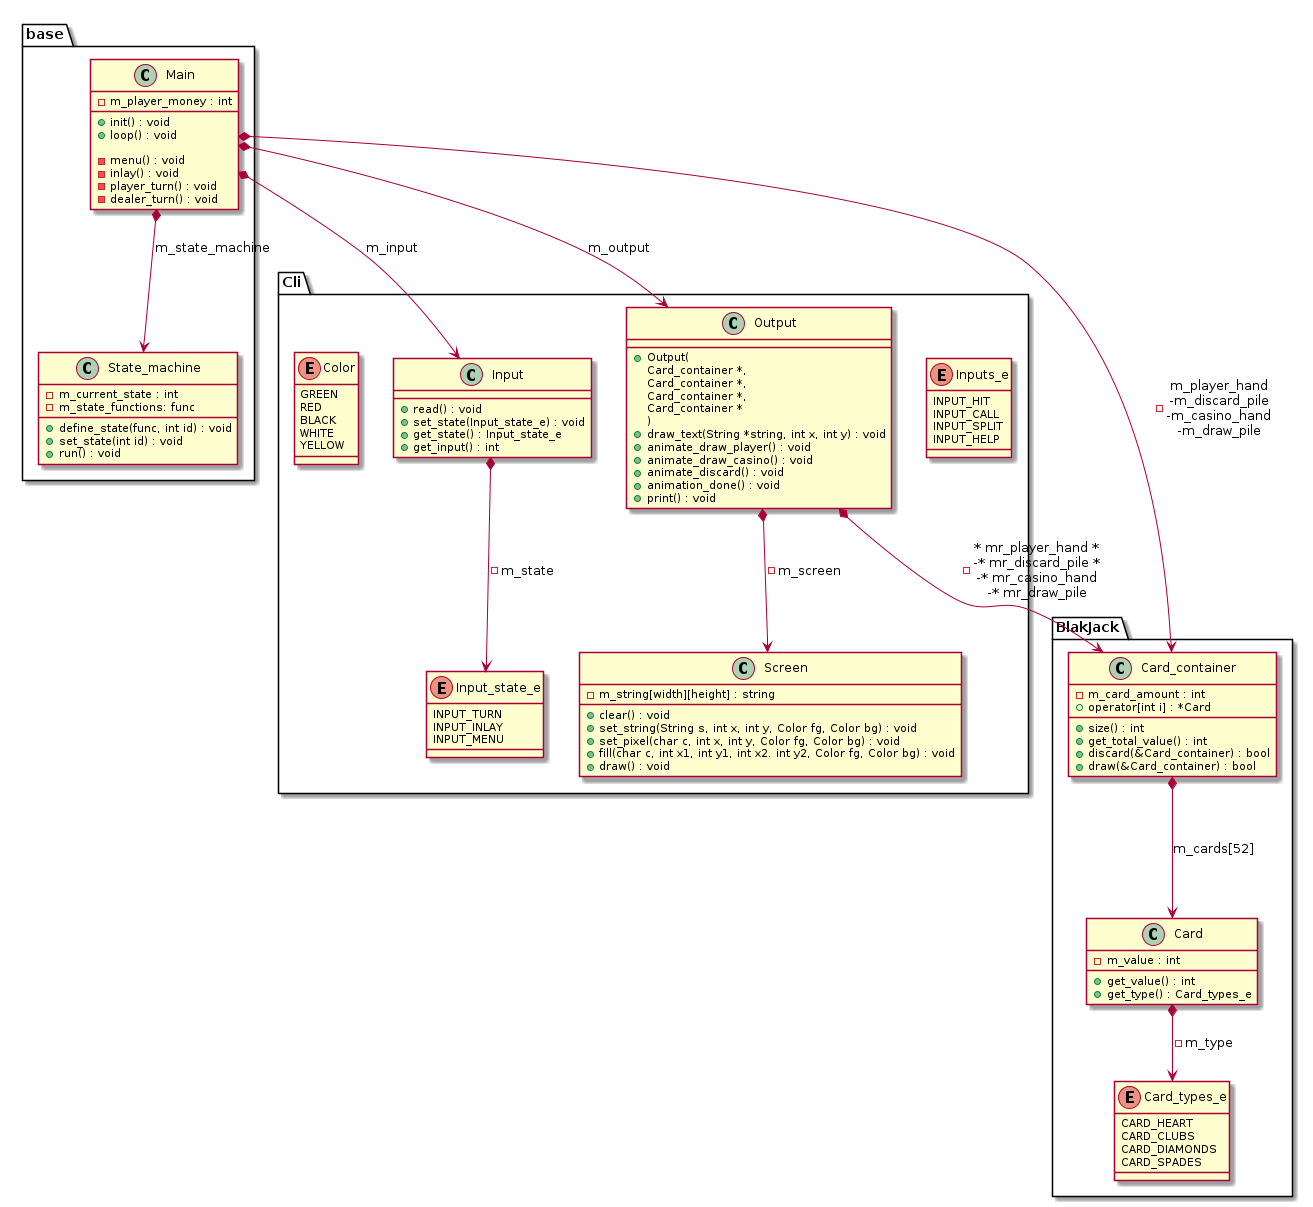 base
C Main
m_player_money : int
init() : void
loop() : void
menu() : void
inlay() : void
player_turn() : void
dealer_turn() : void
m_state_machine
m_input
m_output
C State_machine
m_current_state : int
m_state_functions: func
define_state(func, int id) : void
set_state(int id) : void
run() : void
Cli
E Color
GREEN
RED
BLACK
WHITE
YELLOW
C Input
read() : void
set_state(Input_state_e) : void
get_state() : Input_state_e
get_input() : int
C Output
Output(
Card_container *,
Card_container *,
Card_container *,
Card_container *
)
draw_text(String *string, int x, int y) : void
animate_draw_player() : void
animate_draw_casino() : void
animate_discard() : void
animation_done() : void
print() : void
E Inputs_e
INPUT_HIT
INPUT_CALL
INPUT_SPLIT
INPUT_HELP
m_player_hand
-m_discard_pile
-m_casino_hand
-m_draw_pile
m_state
m_screen
* mr_player_hand *
-* mr_discard_pile *
-* mr_casino_hand
-* mr_draw_pile
E Input_state_e
INPUT_TURN
INPUT_INLAY
INPUT_MENU
C Screen
m_string[width][height] : string
clear() : void
set_string(String s, int x, int y, Color fg, Color bg) : void
set_pixel(char c, int x, int y, Color fg, Color bg) : void
fill(char c, int x1, int y1, int x2. int y2, Color fg, Color bg) : void
draw() : void
BlakJack
C Card_container
m_card_amount : int
operator[int i] : *Card
size() : int
get_total_value() : int
discard(&Card_container) : bool
draw(&Card_container) : bool
m_cards[52]
C Card
m_value : int
get_value() : int
get_type() : Card_types_e
m_type
E Card_types_e
CARD_HEART
CARD_CLUBS
CARD_DIAMONDS
CARD_SPADES